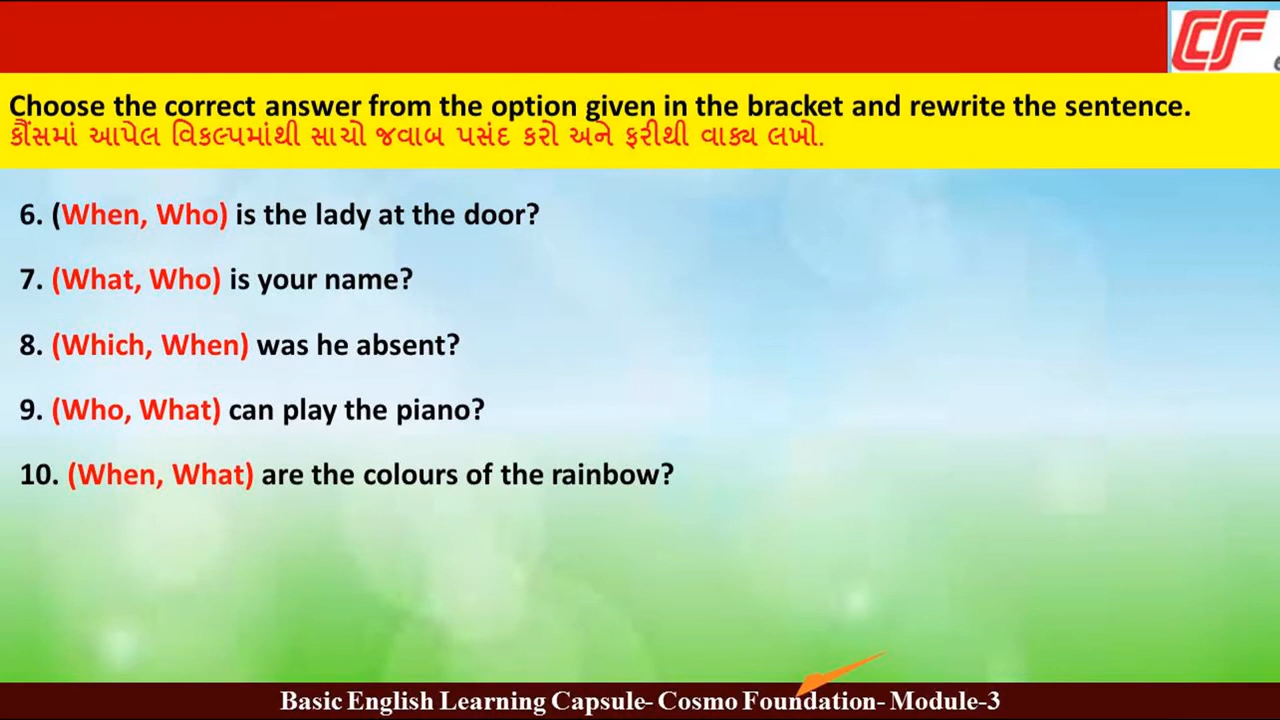 CF
Choose the correct answer from the option given in the bracket and rewrite the sentence.
કૌંસમાં આપેલ વિકલ્પમાંથી સાચો જવાબ પસંદ કરો અને ફરીથી વાક્ય લખો.
6. (When, Who) is the lady at the door?
7. (What, Who) is your name?
8. (Which, When) was he absent?
9. (Who, What) can play the piano?
10. (When, What) are the colours of the rainbow?
Basic English Learning Capsule- Cosmo Foundation- Module-3